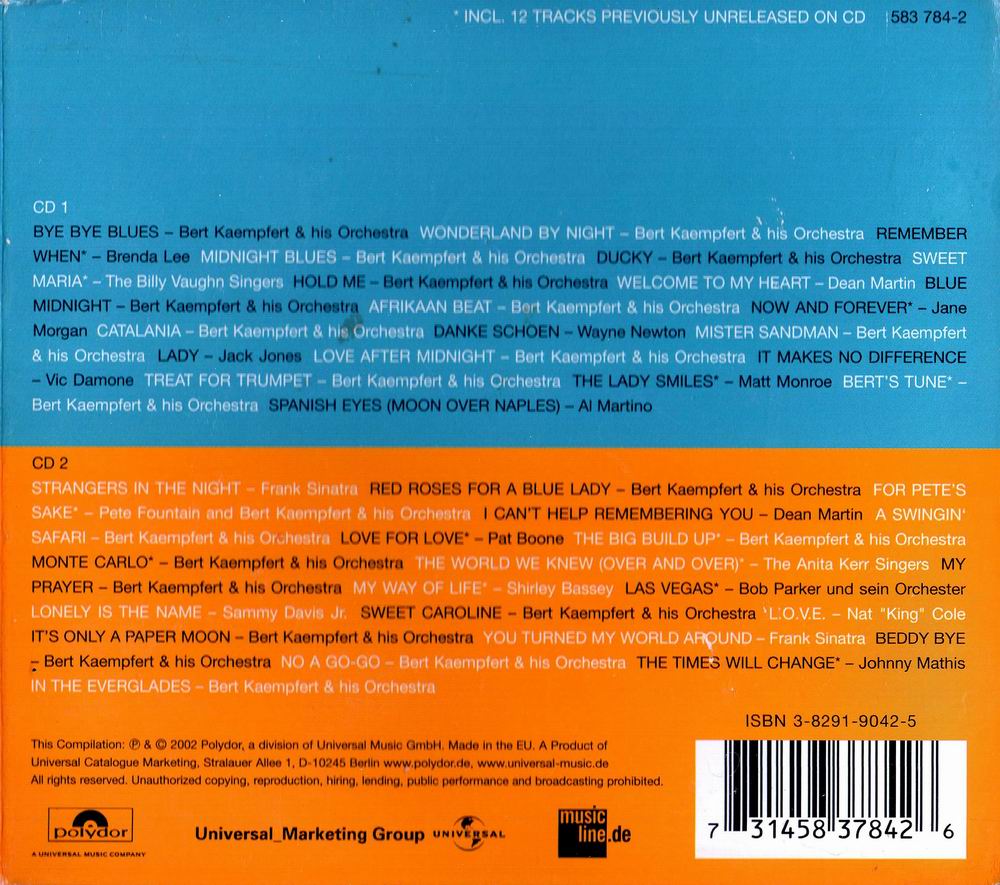 * INCL. 12 TRACKS PREVIOUSLY UNRELEASED ON CD 583 784-2
CD 1
BYE BYE BLUES – Bert Kaempfert & his Orchestra WONDERLAND BY NIGHT – Bert Kaempfert & his Orchestra REMEMBER
WHEN* – Brenda Lee MIDNIGHT BLUES – Bert Kaempfert & his Orchestra DUCKY – Bert Kaempfert & his Orchestra SWEET
MARIA* – The Billy Vaughn Singers HOLD ME – Bert Kaempfert & his Orchestra WELCOME TO MY HEART – Dean Martin BLUE
MIDNIGHT – Bert Kaempfert & his Orchestra AFRIKAAN BEAT – Bert Kaempfert & his Orchestra NOW AND FOREVER* – Jane
Morgan CATALANIA – Bert Kaempfert & his Orchestra DANKE SCHOEN – Wayne Newton MISTER SANDMAN – Bert Kaempfert
& his Orchestra LADY – Jack Jones LOVE AFTER MIDNIGHT – Bert Kaempfert & his Orchestra IT MAKES NO DIFFERENCE
– Vic Damone TREAT FOR TRUMPET – Bert Kaempfert & his Orchestra THE LADY SMILES* – Matt Monroe BERT'S TUNE* –
Bert Kaempfert & his Orchestra SPANISH EYES (MOON OVER NAPLES) – Al Martino
CD 2
STRANGERS IN THE NIGHT – Frank Sinatra RED ROSES FOR A BLUE LADY – Bert Kaempfert & his Orchestra FOR PETE'S
SAKE* – Pete Fountain and Bert Kaempfert & his Orchestra I CAN'T HELP REMEMBERING YOU – Dean Martin A SWINGIN'
SAFARI – Bert Kaempfert & his Orchestra LOVE FOR LOVE* – Pat Boone THE BIG BUILD UP* – Bert Kaempfert & his Orchestra
MONTE CARLO* – Bert Kaempfert & his Orchestra THE WORLD WE KNEW (OVER AND OVER)* – The Anita Kerr Singers MY
PRAYER – Bert Kaempfert & his Orchestra MY WAY OF LIFE* – Shirley Bassey LAS VEGAS* – Bob Parker und sein Orchester
LONELY IS THE NAME – Sammy Davis Jr. SWEET CAROLINE – Bert Kaempfert & his Orchestra 'L'.O.V.E. – Nat "King" Cole
IT'S ONLY A PAPER MOON – Bert Kaempfert & his Orchestra YOU TURNED MY WORLD AROUND – Frank Sinatra BEDDY BYE
– Bert Kaempfert & his Orchestra NO A GO-GO – Bert Kaempfert & his Orchestra THE TIMES WILL CHANGE* – Johnny Mathis
IN THE EVERGLADES – Bert Kaempfert & his Orchestra
ISBN 3-8291-9042-5
This Compilation: ℗ & © 2002 Polydor, a division of Universal Music GmbH. Made in the EU. A Product of
Universal Catalogue Marketing, Stralauer Allee 1, D-10245 Berlin www.polydor.de, www.universal-music.de
All rights reserved. Unauthorized copying, reproduction, hiring, lending, public performance and broadcasting prohibited.
polydor
A UNIVERSAL MUSIC COMPANY
Universal_Marketing Group
UNIVERSAL
music
line.de
7 31458 37842 6